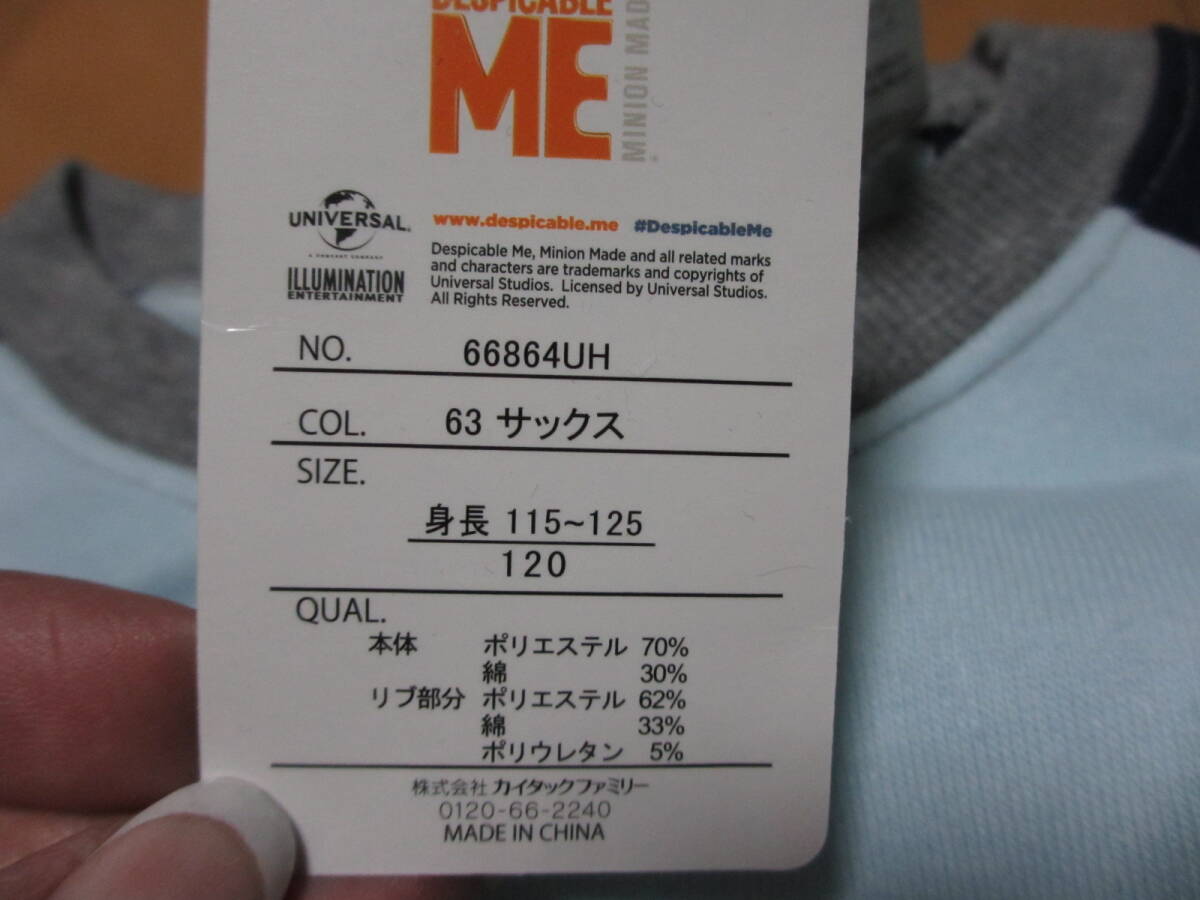 DESPICABLE
ME
MINION MAD
UNIVERSAL
A COMCAST COMPANY
ILLUMINATION
ENTERTAINMENT
www.despicable.me #DespicableMe
Despicable Me, Minion Made and all related marks
and characters are trademarks and copyrights of
Universal Studios. Licensed by Universal Studios.
All Rights Reserved.
NO. 66864UH
COL. 63 サックス
SIZE.
身長 115~125
120
QUAL.
本体 ポリエステル 70%
綿 30%
リブ部分 ポリエステル 62%
綿 33%
ポリウレタン 5%
株式会社 カイタックファミリー
0120-66-2240
MADE IN CHINA